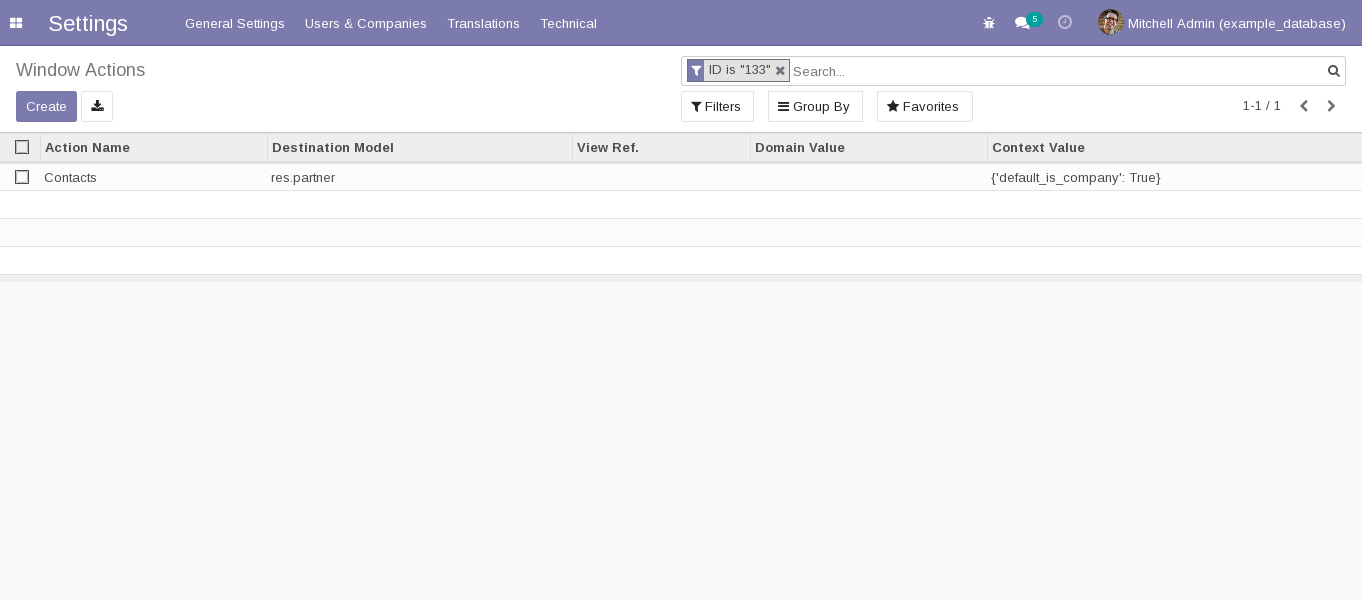 Settings General Settings Users & Companies Translations Technical 5 Mitchell Admin (example_database)
Window Actions ID is "133" Search...
Create Filters Group By Favorites 1-1 / 1
Action Name Destination Model View Ref. Domain Value Context Value
Contacts res.partner {'default_is_company': True}